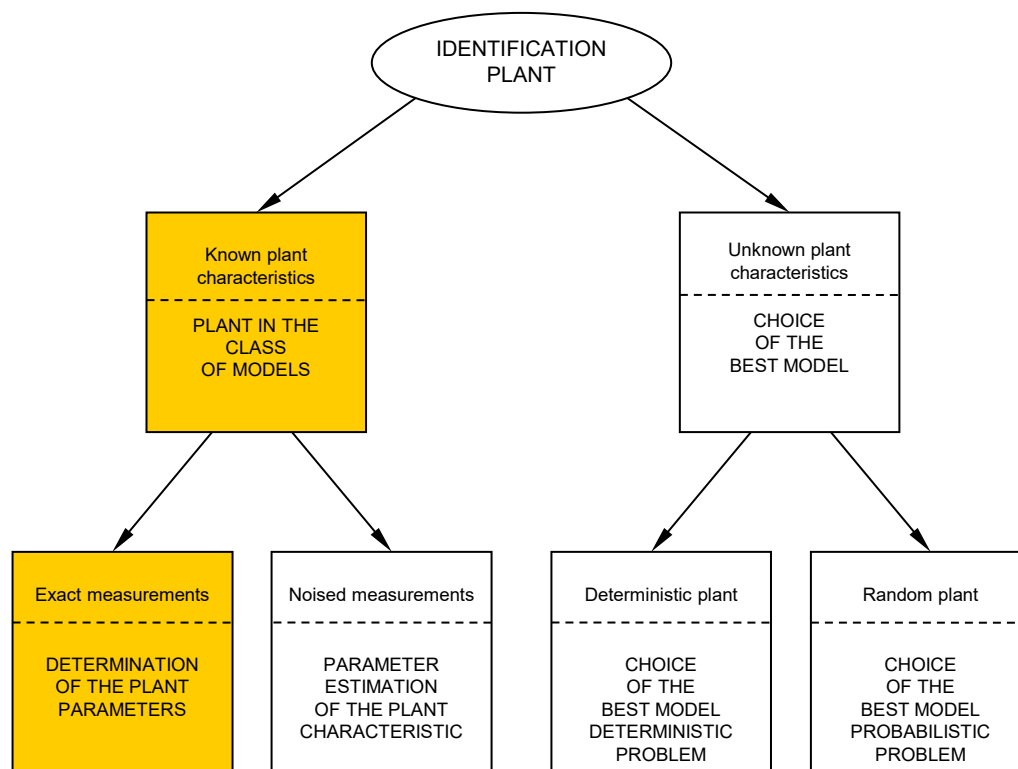 IDENTIFICATION
PLANT
Known plant
characteristics
PLANT IN THE
CLASS
OF MODELS
Unknown plant
characteristics
CHOICE
OF THE
BEST MODEL
Exact measurements
DETERMINATION
OF THE PLANT
PARAMETERS
Noised measurements
PARAMETER
ESTIMATION
OF THE PLANT
CHARACTERISTIC
Deterministic plant
CHOICE
OF THE
BEST MODEL
DETERMINISTIC
PROBLEM
Random plant
CHOICE
OF THE
BEST MODEL
PROBABILISTIC
PROBLEM